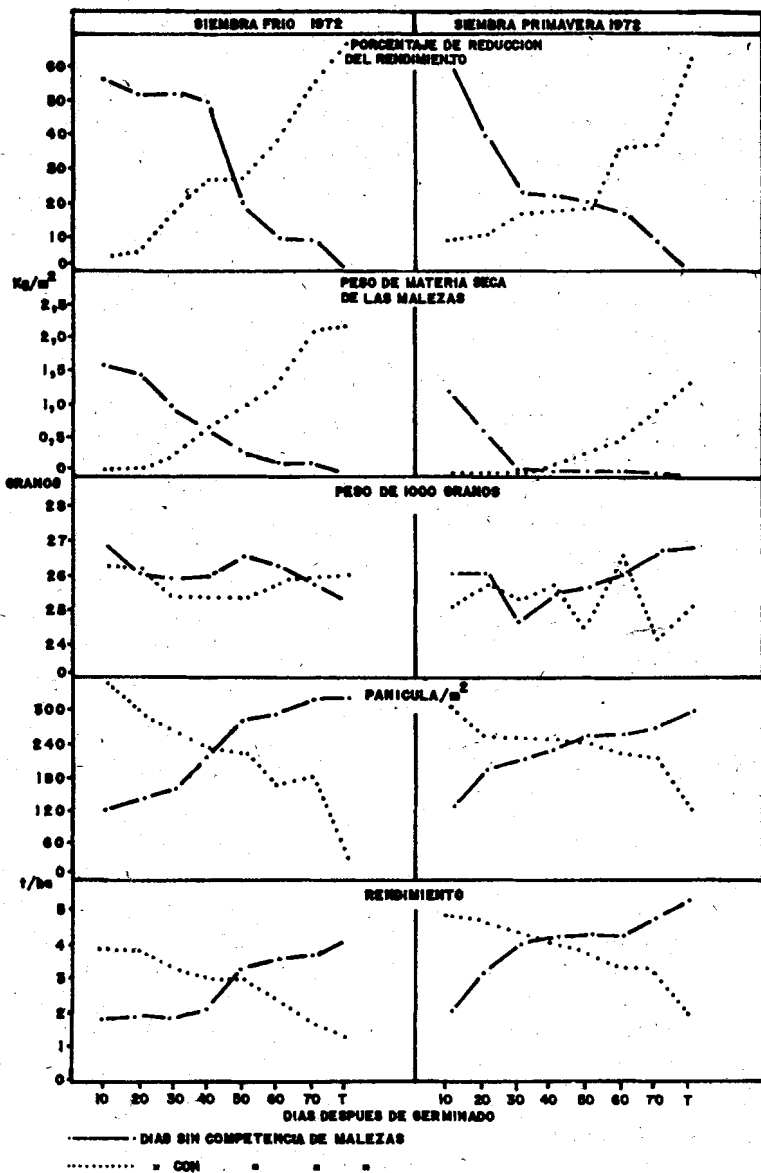 SIEMBRA FRIO 1972 SIEMBRA PRIMAVERA 1972
PORCENTAJE DE REDUCCION
DEL RENDIMIENTO
60
50
40
30
20
10
0
Kg/m²
PESO DE MATERIA SECA
DE LAS MALEZAS
2,5
2,0
1,5
1,0
0,5
0
GRANOS
PESO DE 1000 GRANOS
28
27
26
25
24
0
PANICULA/m²
300
240
180
120
60
0
t/ha
RENDIMIENTO
5
4
3
2
1
0
10 20 30 40 50 60 70 T 10 20 30 40 50 60 70 T
DIAS DESPUES DE GERMINADO
DIAS SIN COMPETENCIA DE MALEZAS
" CON " " "